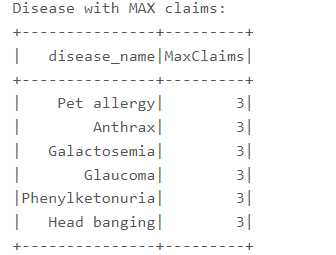 Disease with MAX claims:
+---------------+---------+
|   disease_name|MaxClaims|
+---------------+---------+
|    Pet allergy|        3|
|        Anthrax|        3|
|   Galactosemia|        3|
|       Glaucoma|        3|
|Phenylketonuria|        3|
|   Head banging|        3|
+---------------+---------+